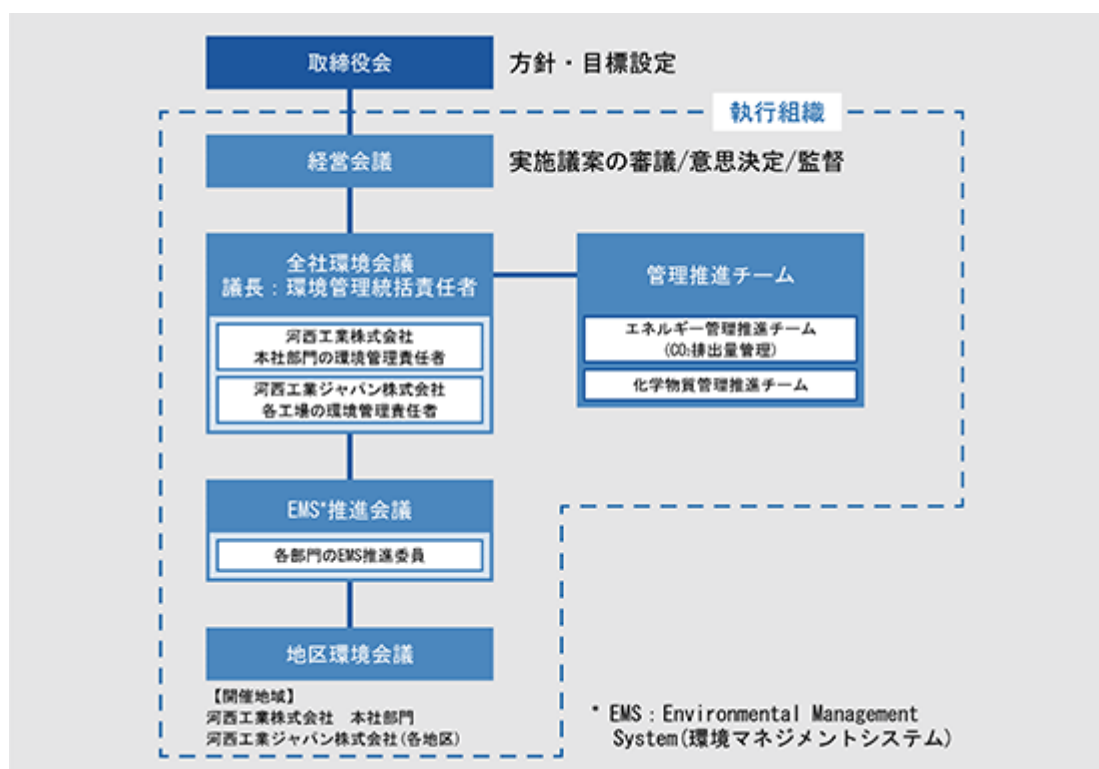 取締役会
方針・目標設定
執行組織
経営会議
実施議案の審議/意思決定/監督
全社環境会議
議長：環境管理統括責任者
河西工業株式会社
本社部門の環境管理責任者
河西工業ジャパン株式会社
各工場の環境管理責任者
管理推進チーム
エネルギー管理推進チーム
(CO₂排出量管理)
化学物質管理推進チーム
EMS*推進会議
各部門のEMS推進委員
地区環境会議
【開催地域】
河西工業株式会社　本社部門
河西工業ジャパン株式会社(各地区)
* EMS：Environmental Management
System(環境マネジメントシステム)